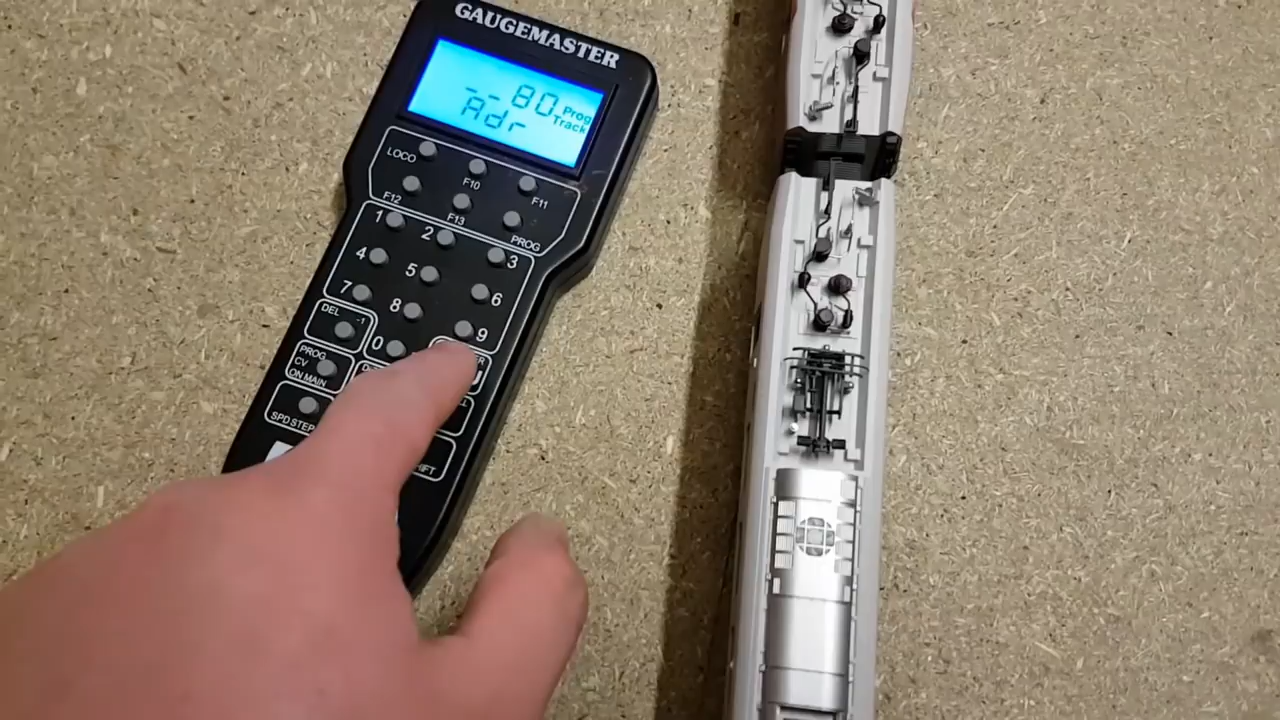 GAUGEMASTER
_ _ 80 Prog
Adr Track
LOCO
F10
F11
F12
F13
PROG
1
2
3
4
5
6
7
8
9
DEL -1
0
PROG
CV
ON MAIN
SPD STEP